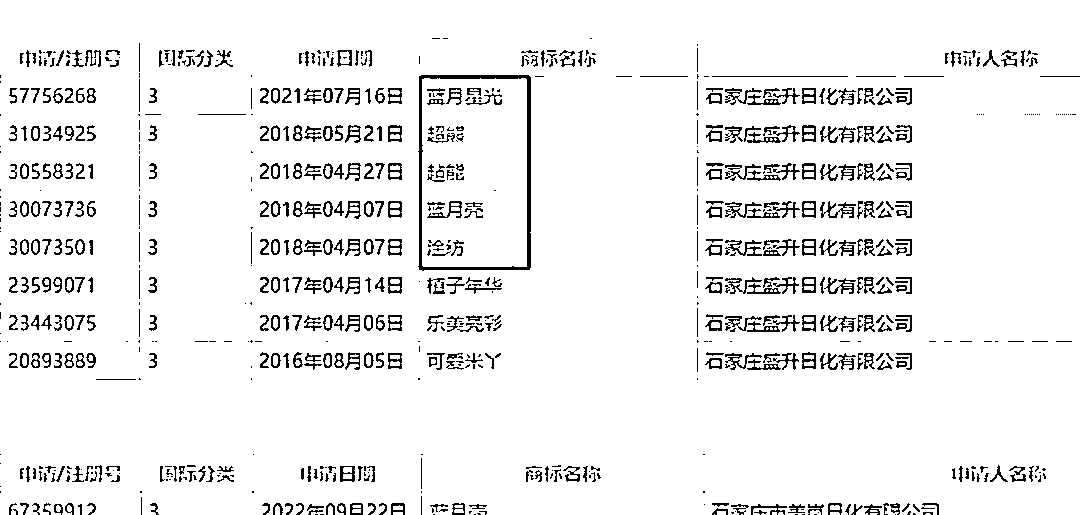 申请/注册号 国际分类 申请日期 商标名称 申请人名称
57756268 3 2021年07月16日 蓝月星光 石家庄盛升日化有限公司
31034925 3 2018年05月21日 超熊 石家庄盛升日化有限公司
30558321 3 2018年04月27日 超能 石家庄盛升日化有限公司
30073736 3 2018年04月07日 蓝月亮 石家庄盛升日化有限公司
30073501 3 2018年04月07日 淦纺 石家庄盛升日化有限公司
23599071 3 2017年04月14日 植子年华 石家庄盛升日化有限公司
23443075 3 2017年04月06日 乐美亮彩 石家庄盛升日化有限公司
20893889 3 2016年08月05日 可爱米丫 石家庄盛升日化有限公司
申请/注册号 国际分类 申请日期 商标名称 申请人名称
67359912 3 2022年09月22日 蓝月 石家庄市美岚日化有限公司